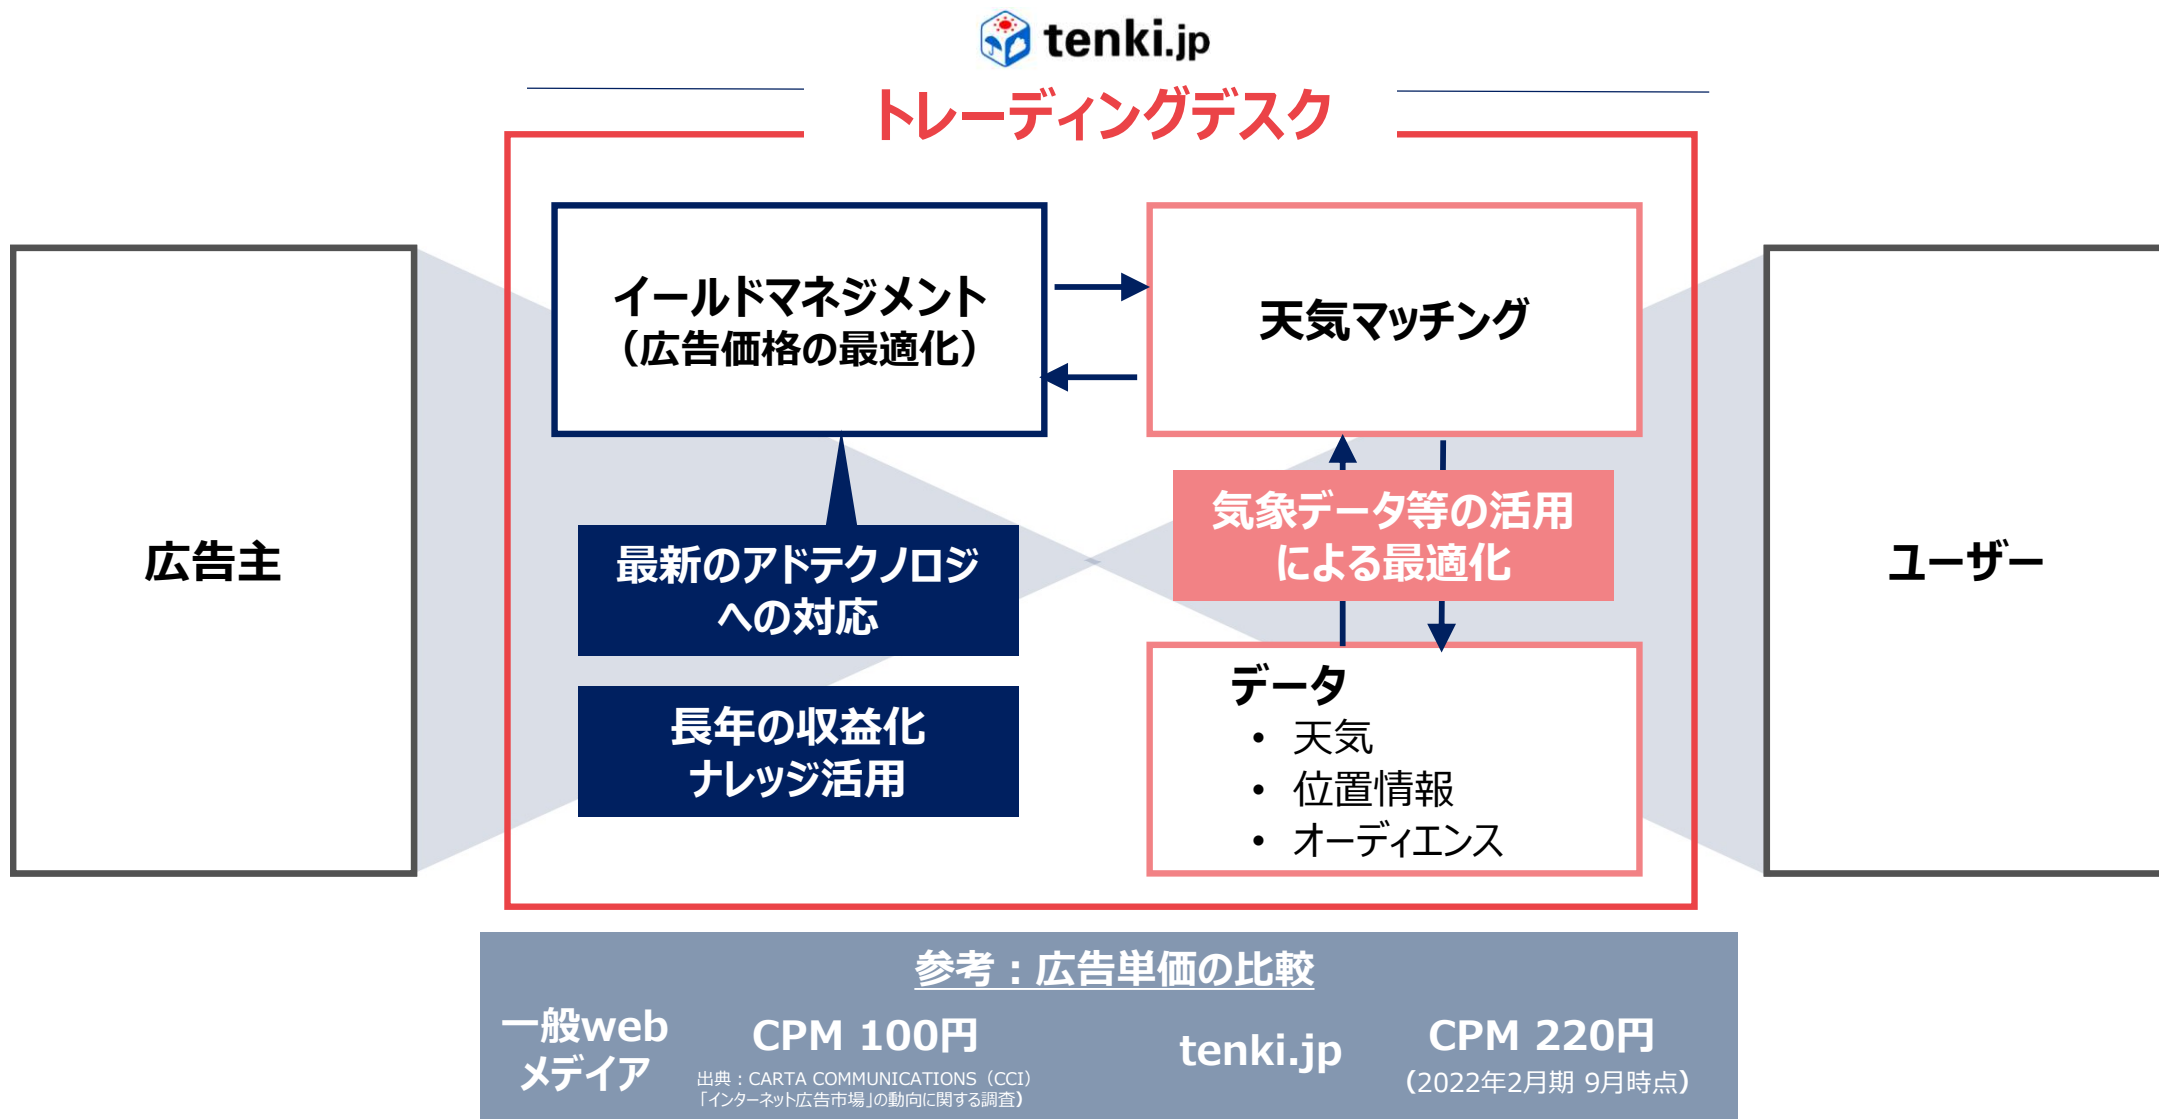 tenki.jp
トレーディングデスク
広告主
イールドマネジメント
（広告価格の最適化）
天気マッチング
最新のアドテクノロジ
への対応
長年の収益化
ナレッジ活用
気象データ等の活用
による最適化
データ
• 天気
• 位置情報
• オーディエンス
ユーザー
参考：広告単価の比較
一般web
メデイア
CPM 100円
出典：CARTA COMMUNICATIONS（CCI）
「インターネット広告市場」の動向に関する調査)
tenki.jp
CPM 220円
(2022年2月期 9月時点)